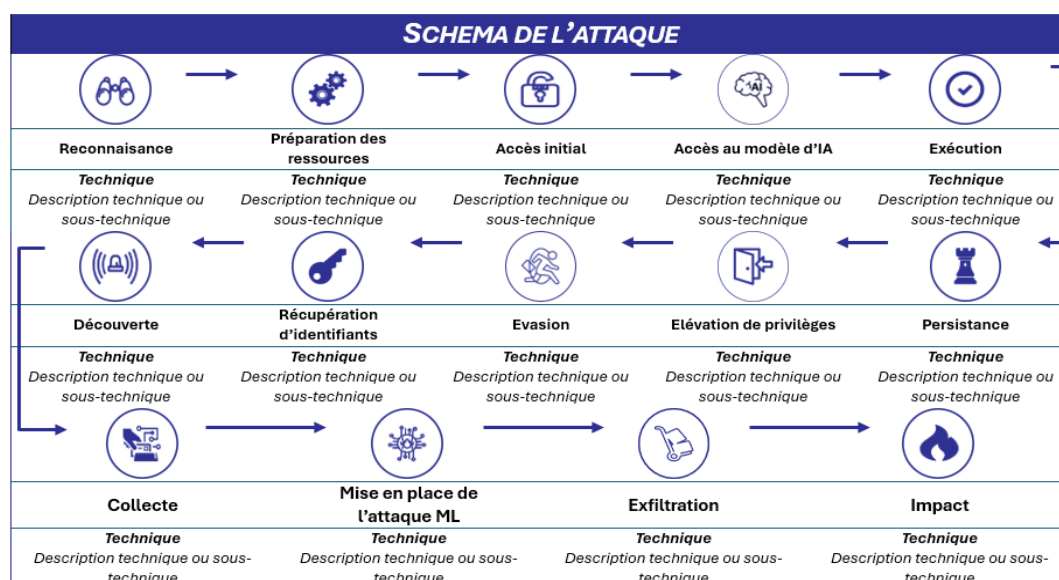 SCHEMA DE L'ATTAQUE
AI
Reconnaisance
Préparation des
ressources
Accès initial
Accès au modèle d'IA
Exécution
Technique
Description technique ou
sous-technique
Technique
Description technique ou
sous-technique
Technique
Description technique ou
sous-technique
Technique
Description technique ou
sous-technique
Technique
Description technique ou
sous-technique
Découverte
Récupération
d'identifiants
Evasion
Elévation de privilèges
Persistance
Technique
Description technique ou
sous-technique
Technique
Description technique ou
sous-technique
Technique
Description technique ou
sous-technique
Technique
Description technique ou
sous-technique
Technique
Description technique ou
sous-technique
Collecte
Mise en place de
l'attaque ML
Exfiltration
Impact
Technique
Description technique ou sous-
technique
Technique
Description technique ou sous-
technique
Technique
Description technique ou sous-
technique
Technique
Description technique ou sous-
technique